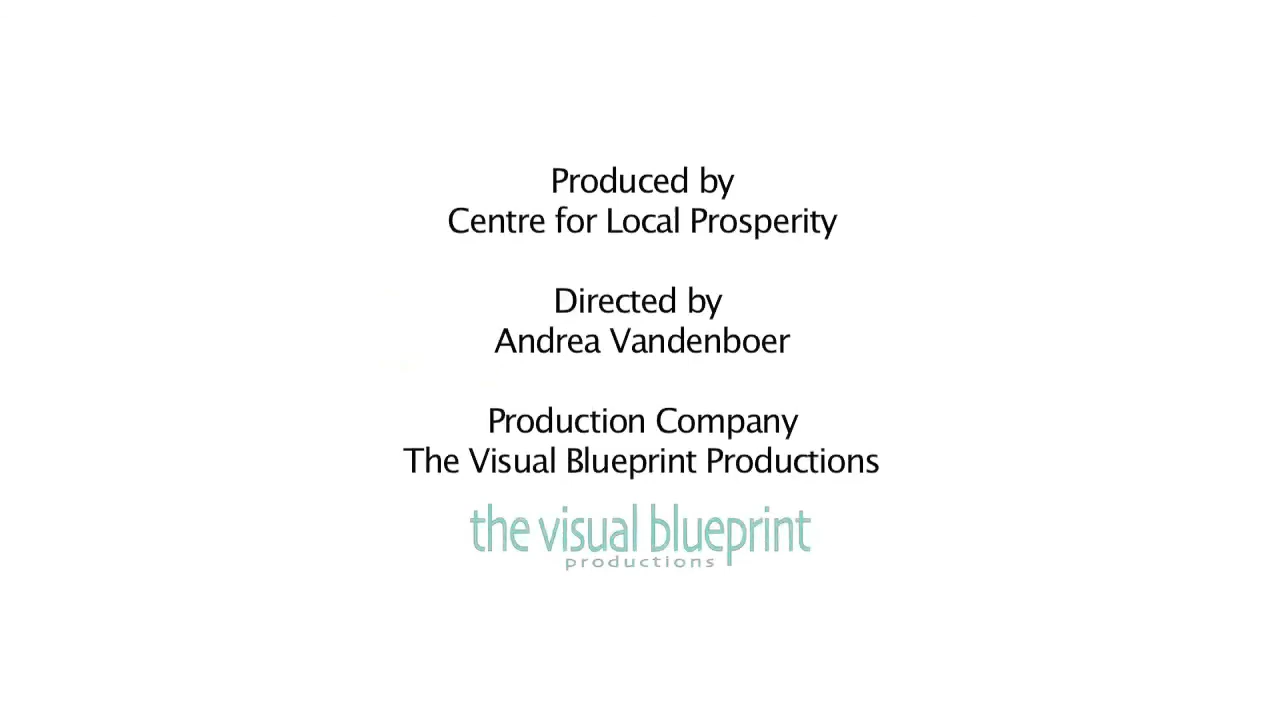 Produced by
Centre for Local Prosperity
Directed by
Andrea Vandenboer
Production Company
The Visual Blueprint Productions
the visual blueprint
productions